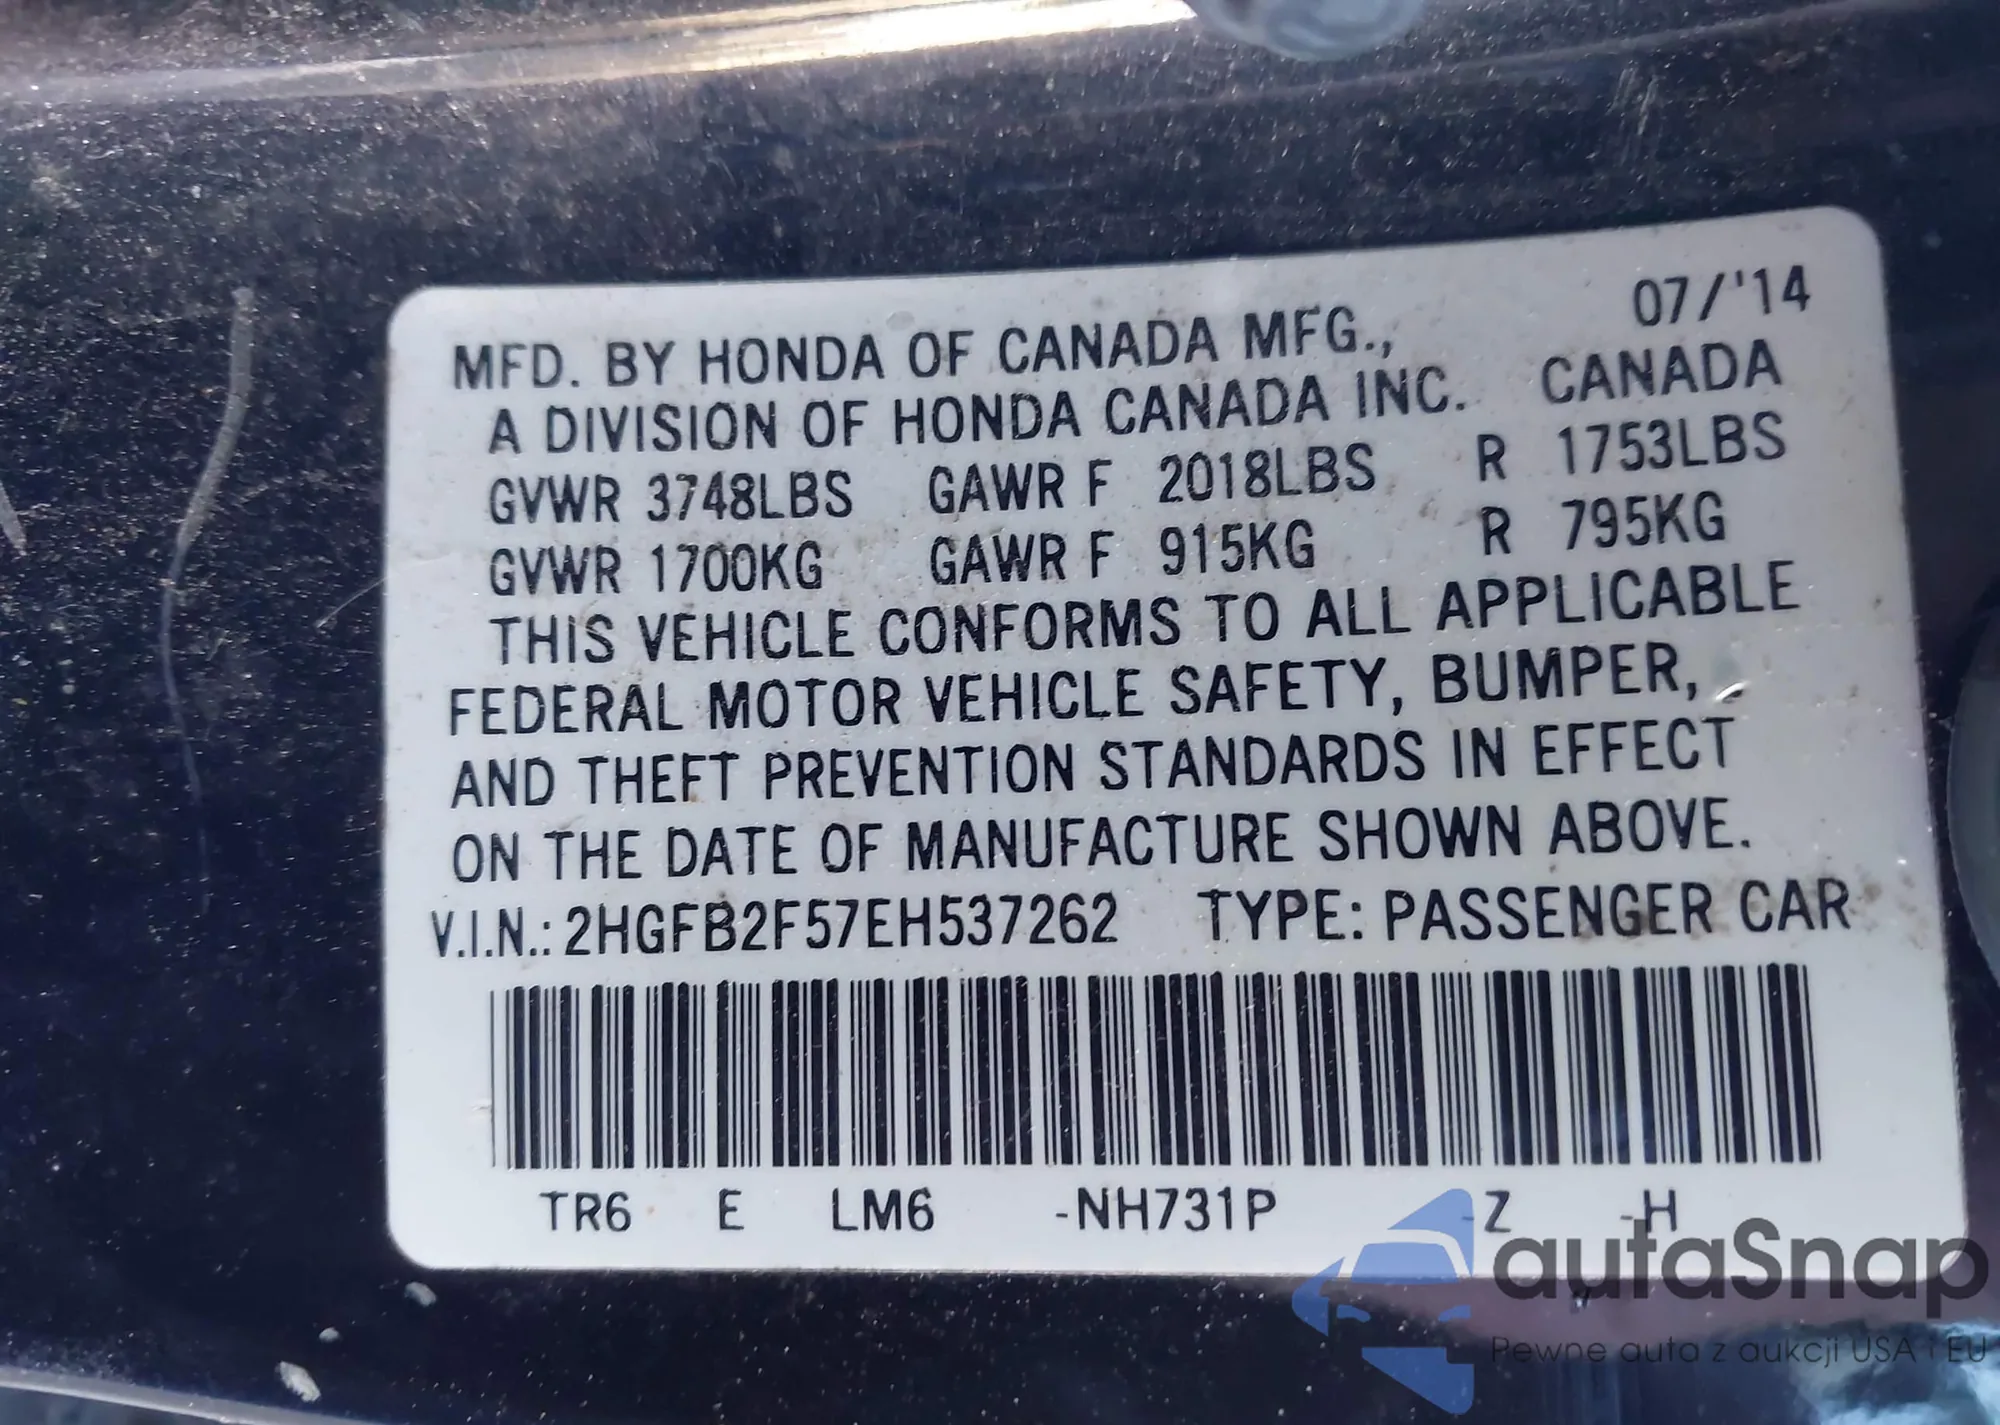 07/'14
MFD. BY HONDA OF CANADA MFG.,
A DIVISION OF HONDA CANADA INC. CANADA
GVWR 3748LBS GAWR F 2018LBS R 1753LBS
GVWR 1700KG GAWR F 915KG R 795KG
THIS VEHICLE CONFORMS TO ALL APPLICABLE
FEDERAL MOTOR VEHICLE SAFETY, BUMPER,
AND THEFT PREVENTION STANDARDS IN EFFECT
ON THE DATE OF MANUFACTURE SHOWN ABOVE.
V.I.N.: 2HGFB2F57EH537262 TYPE: PASSENGER CAR
TR6 E LM6 -NH731P -Z -H
autaSnap
Pewne auta z aukcji USA i EU